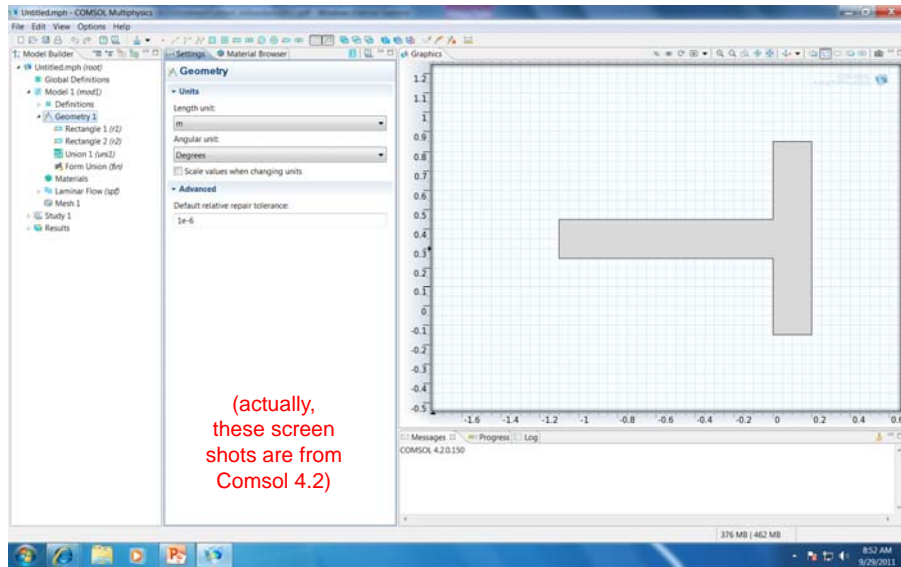 Untitled.mph - COMSOL Multiphysics
File Edit View Options Help
Model Builder
Untitled.mph (root)
Global Definitions
Model 1 (mod1)
Definitions
Geometry 1
Rectangle 1 (r1)
Rectangle 2 (r2)
Union 1 (uni1)
Form Union (fin)
Materials
Laminar Flow (spf)
Mesh 1
Study 1
Results
Settings Material Browser
Geometry
Units
Length unit:
m
Angular unit:
Degrees
Scale values when changing units
Advanced
Default relative repair tolerance:
1e-6
(actually,
these screen
shots are from
Comsol 4.2)
Graphics
1.2
1.1
1
0.9
0.8
0.7
0.6
0.5
0.4
0.3
0.2
0.1
0
-0.1
-0.2
-0.3
-0.4
-0.5
-1.6 -1.4 -1.2 -1 -0.8 -0.6 -0.4 -0.2 0 0.2 0.4
Messages Progress Log
COMSOL 4.2.0.150
376 MB | 462 MB
8:52 AM
9/29/2011